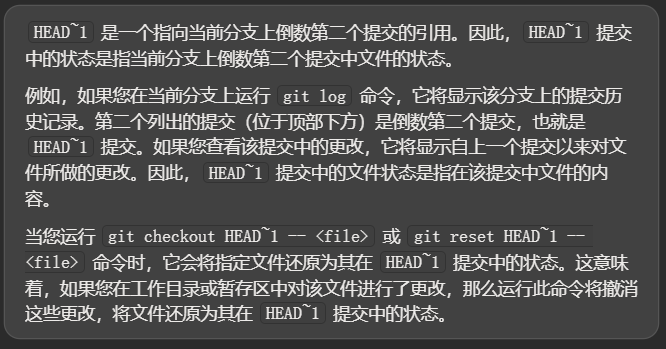 HEAD~1 是一个指向当前分支上倒数第二个提交的引用。因此， HEAD~1 提交
中的状态是指当前分支上倒数第二个提交中文件的状态。
例如，如果您在当前分支上运行 git log 命令，它将显示该分支上的提交历
史记录。第二个列出的提交（位于顶部下方）是倒数第二个提交，也就是
HEAD~1 提交。如果您查看该提交中的更改，它将显示自上一个提交以来对文
件所做的更改。因此， HEAD~1 提交中的文件状态是指在该提交中文件的内
容。
当您运行 git checkout HEAD~1 -- <file> 或 git reset HEAD~1 --
<file> 命令时，它会将指定文件还原为其在 HEAD~1 提交中的状态。这意味
着，如果您在工作目录或暂存区中对该文件进行了更改，那么运行此命令将撤消
这些更改，将文件还原为其在 HEAD~1 提交中的状态。